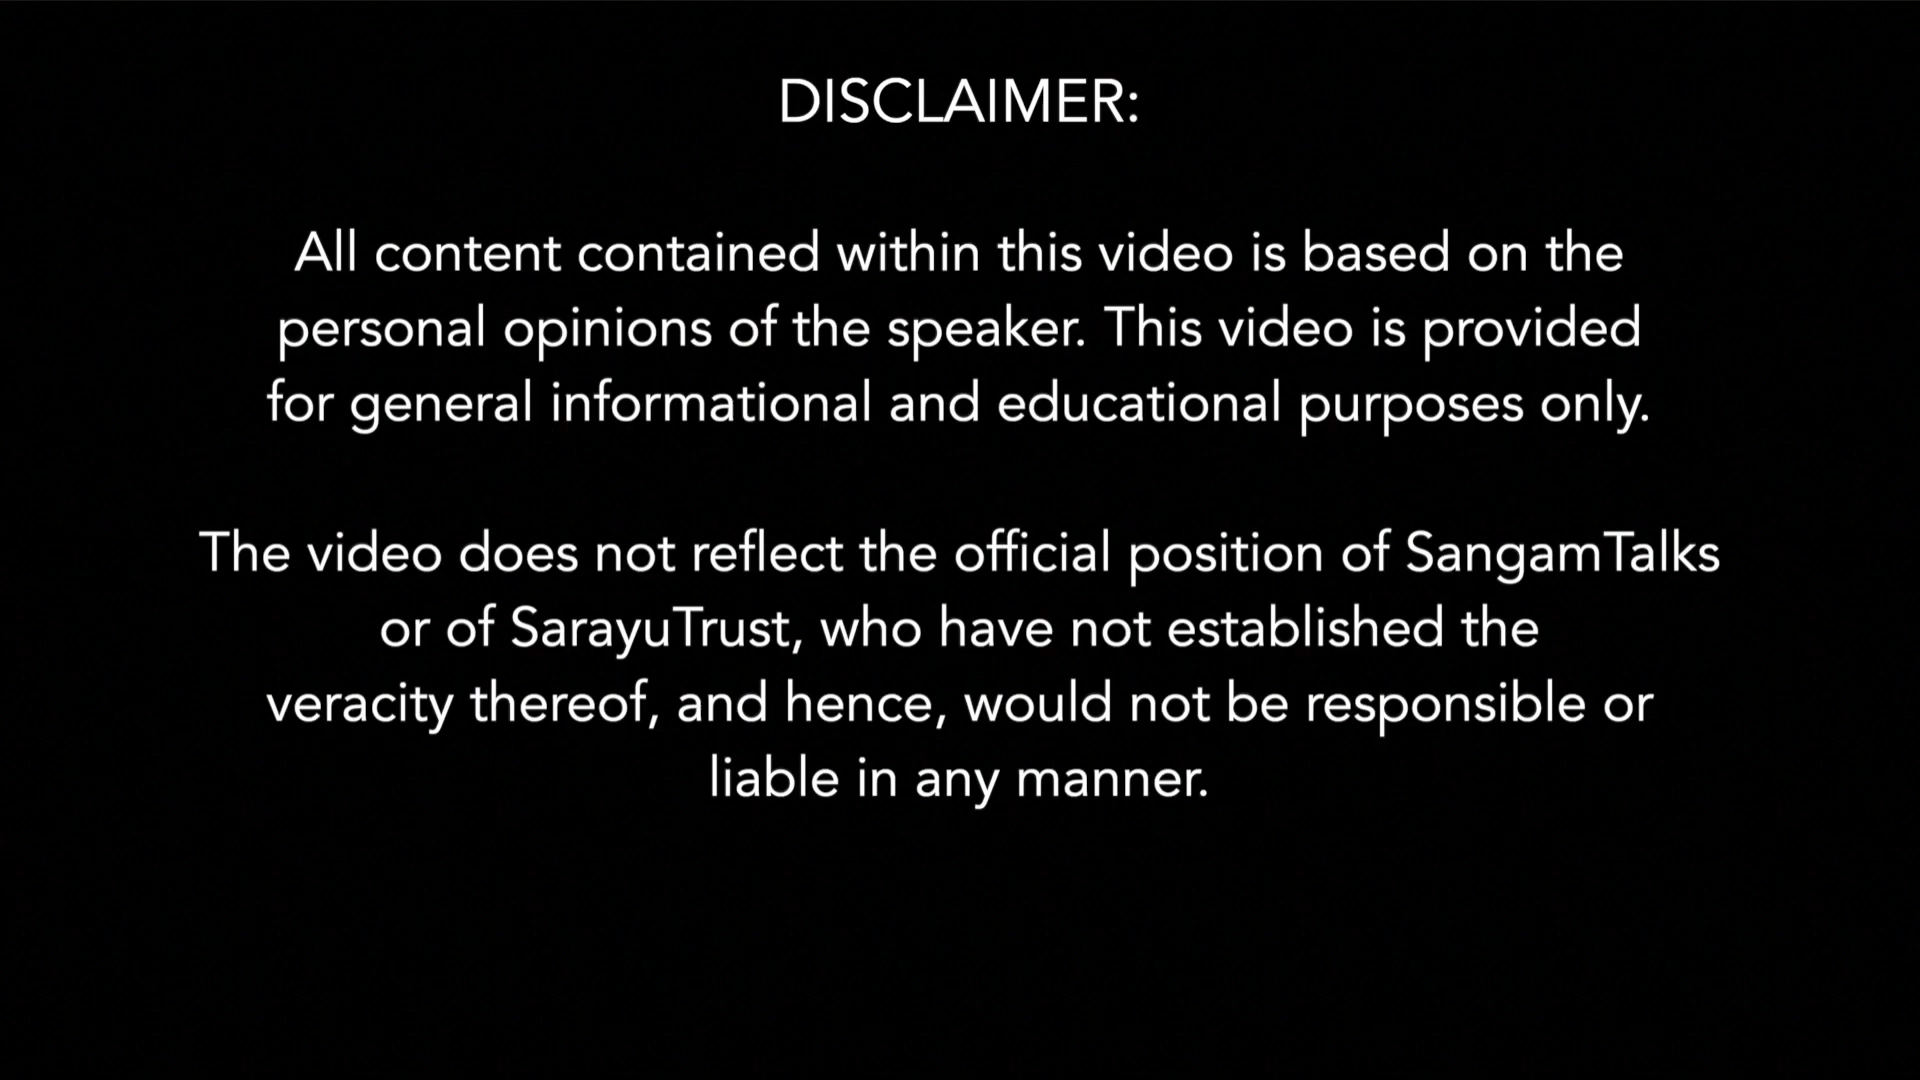 DISCLAIMER:
All content contained within this video is based on the
personal opinions of the speaker. This video is provided
for general informational and educational purposes only.
The video does not reflect the official position of SangamTalks
or of SarayuTrust, who have not established the
veracity thereof, and hence, would not be responsible or
liable in any manner.